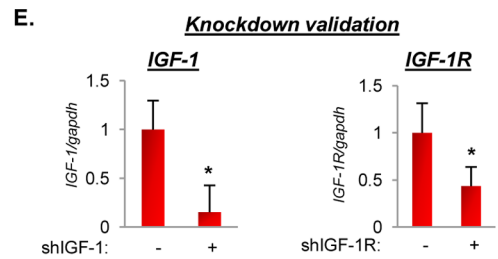 E.
Knockdown validation
IGF-1
IGF-1/gapdh
1.5
1
0.5
0
*
shIGF-1: - +
IGF-1R
IGF-1R/gapdh
1.5
1
0.5
0
*
shIGF-1R: - +